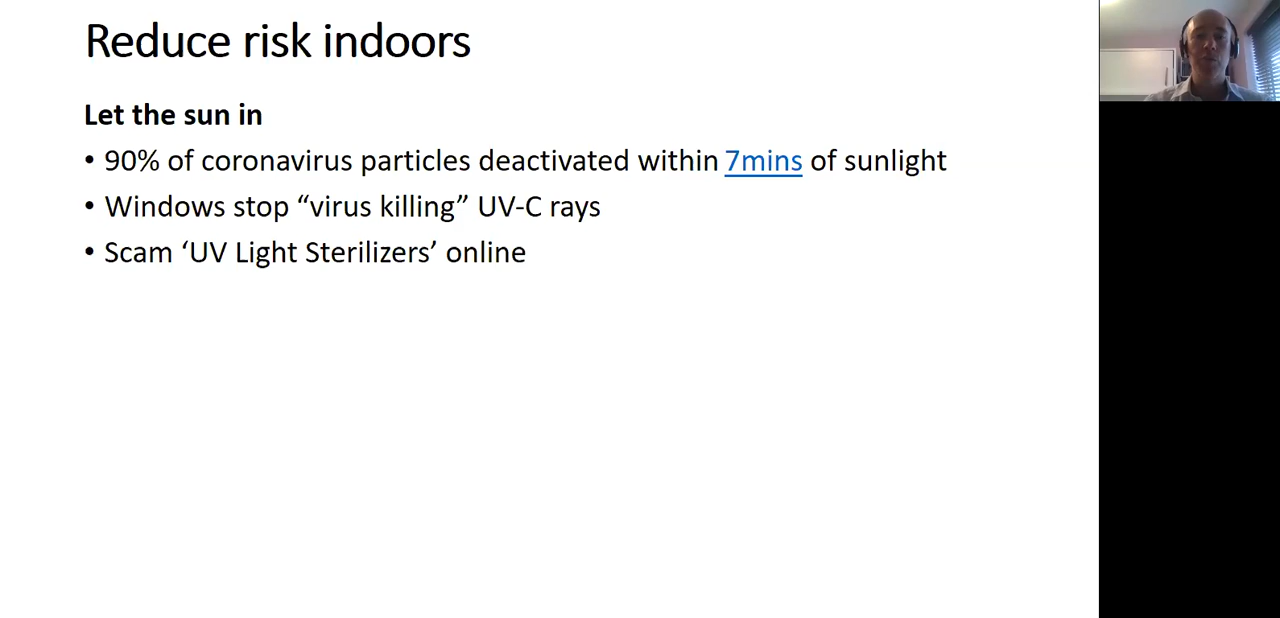 Reduce risk indoors
Let the sun in
• 90% of coronavirus particles deactivated within 7mins of sunlight
• Windows stop “virus killing” UV-C rays
• Scam ‘UV Light Sterilizers’ online